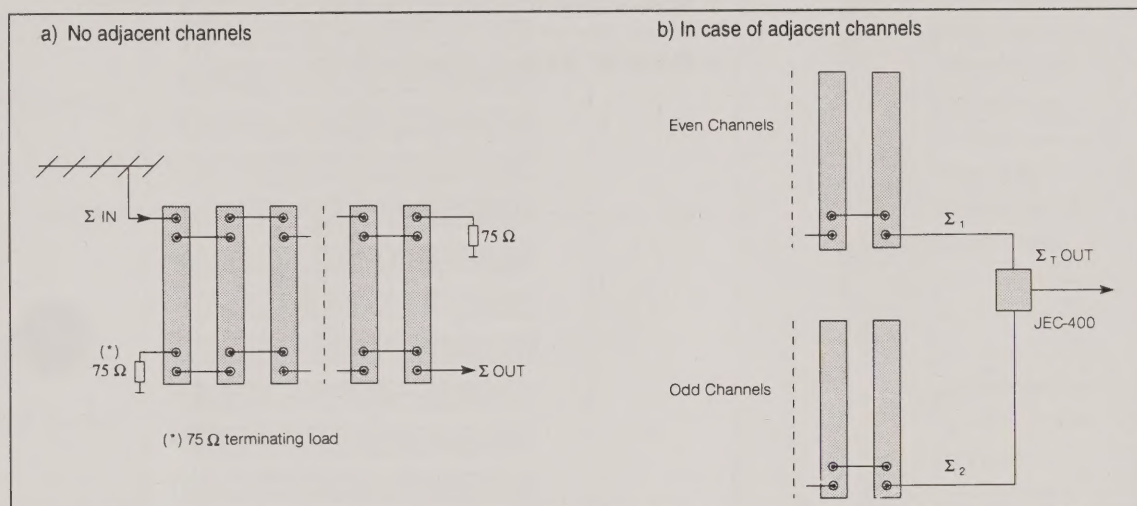 a) No adjacent channels
Σ IN
75 Ω
(*)
75 Ω
Σ OUT
(*) 75 Ω terminating load
b) In case of adjacent channels
Even Channels
Σ 1
Σ T OUT
JEC-400
Odd Channels
Σ 2